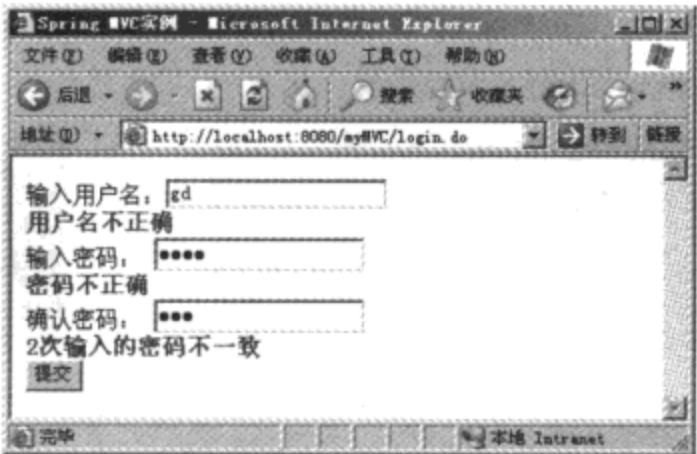 Spring MVC实例 - Microsoft Internet Explorer
文件(F) 编辑(E) 查看(V) 收藏(A) 工具(T) 帮助(H)
后退 搜索 收藏夹 »
地址(D) http://localhost:8080/myMVC/login.do 转到 链接
输入用户名：gd
用户名不正确
输入密码：●●●●
密码不正确
确认密码：●●●
2次输入的密码不一致
提交
完毕 本地 Intranet